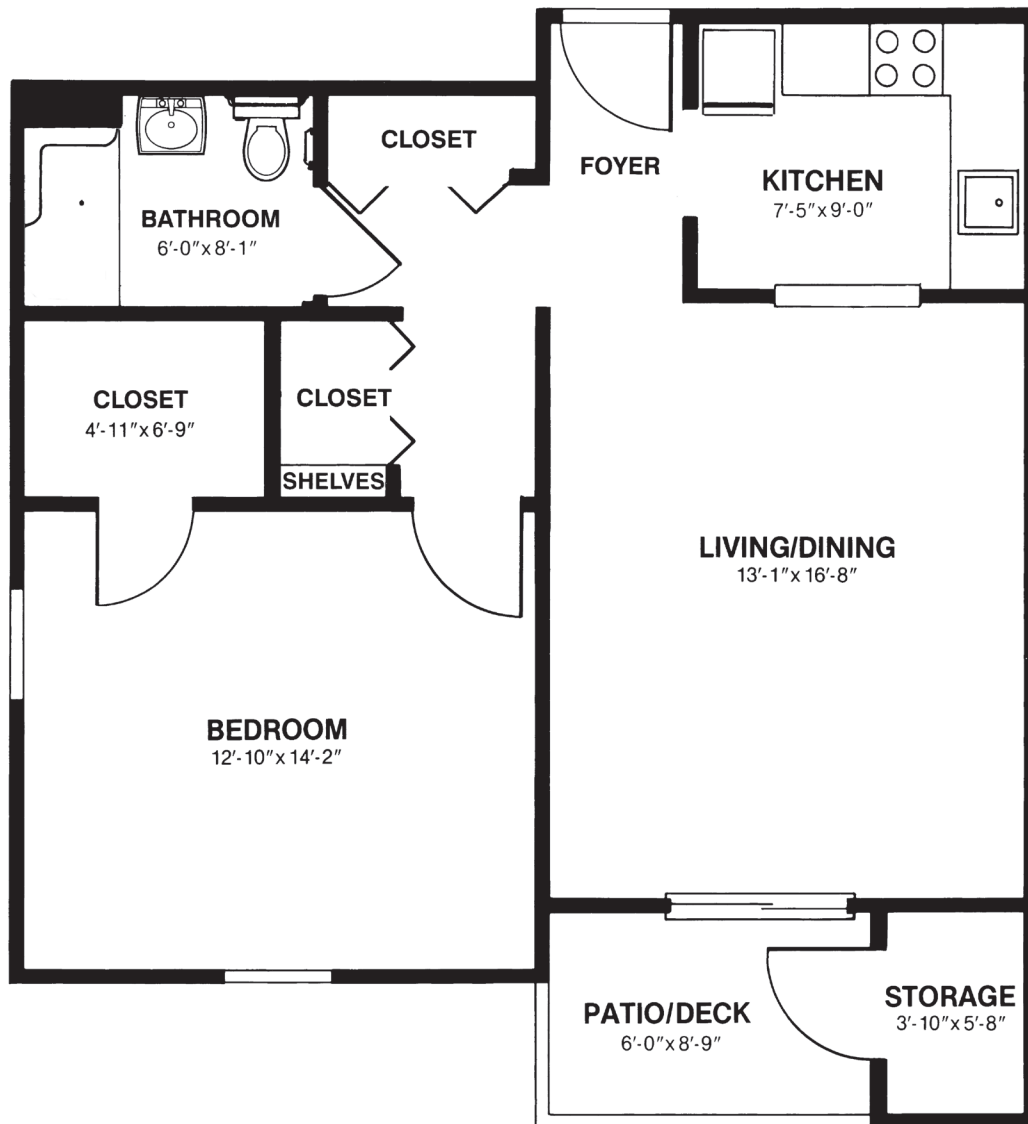 CLOSET
FOYER
KITCHEN
7'-5"x 9'-0"
BATHROOM
6'-0"x 8'-1"
CLOSET
4'-11"x 6'-9"
CLOSET
SHELVES
LIVING/DINING
13'-1"x 16'-8"
BEDROOM
12'-10"x 14'-2"
PATIO/DECK
6'-0"x 8'-9"
STORAGE
3'-10"x 5'-8"